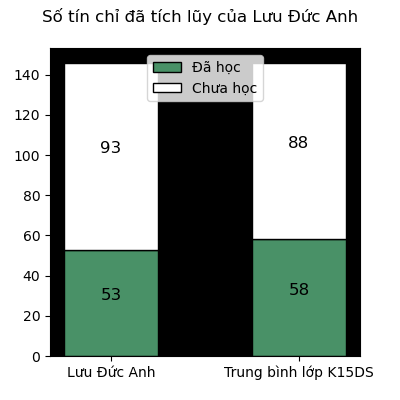 Số tín chỉ đã tích lũy của Lưu Đức Anh
Đã học
Chưa học
140
120
100
80
60
40
20
0
93
88
53
58
Lưu Đức Anh
Trung bình lớp K15DS